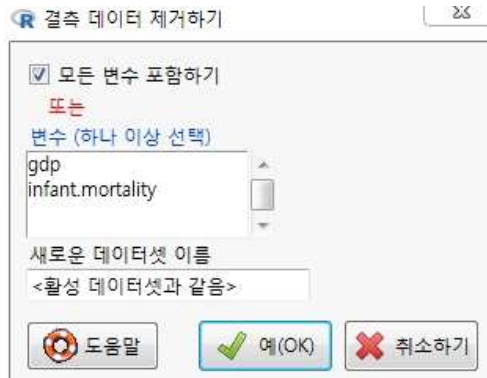 결측 데이터 제거하기
모든 변수 포함하기
또는
변수 (하나 이상 선택)
gdp
infant.mortality
새로운 데이터셋 이름
<활성 데이터셋과 같음>
도움말
예(OK)
취소하기